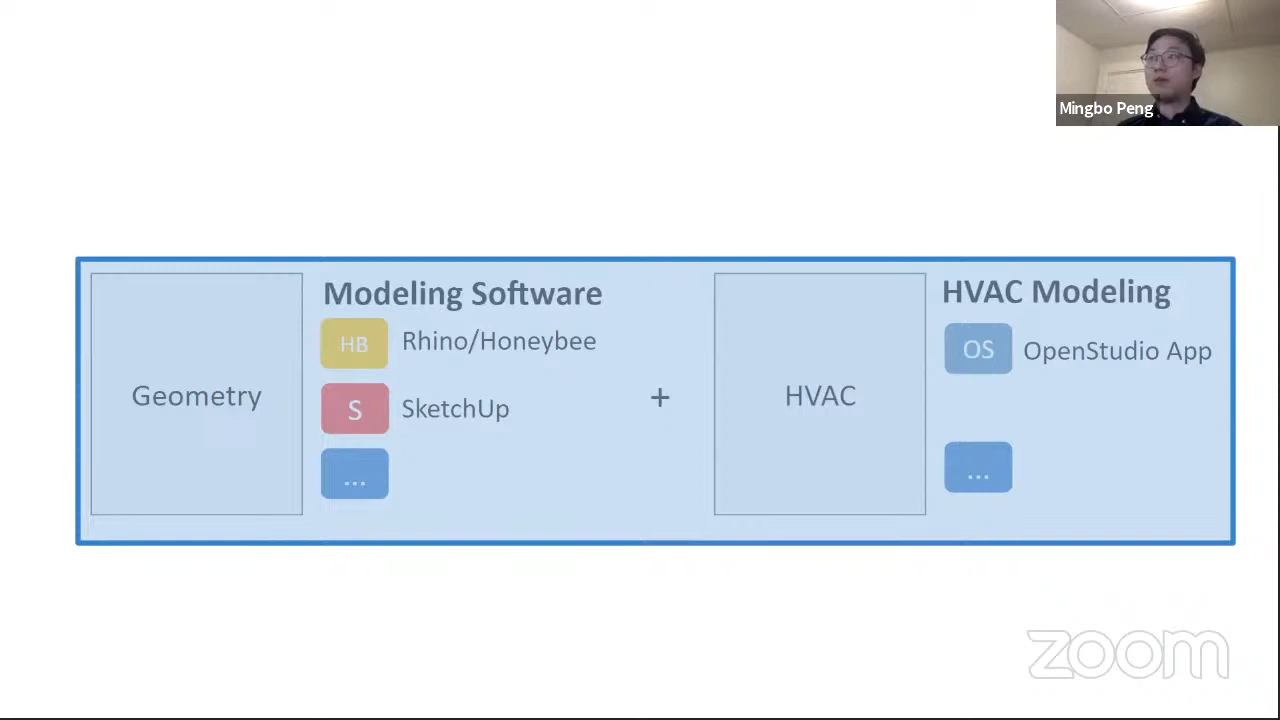 Mingbo Peng
Geometry
Modeling Software
HB Rhino/Honeybee
S SketchUp
...
+
HVAC
HVAC Modeling
OS OpenStudio App
...
zoom